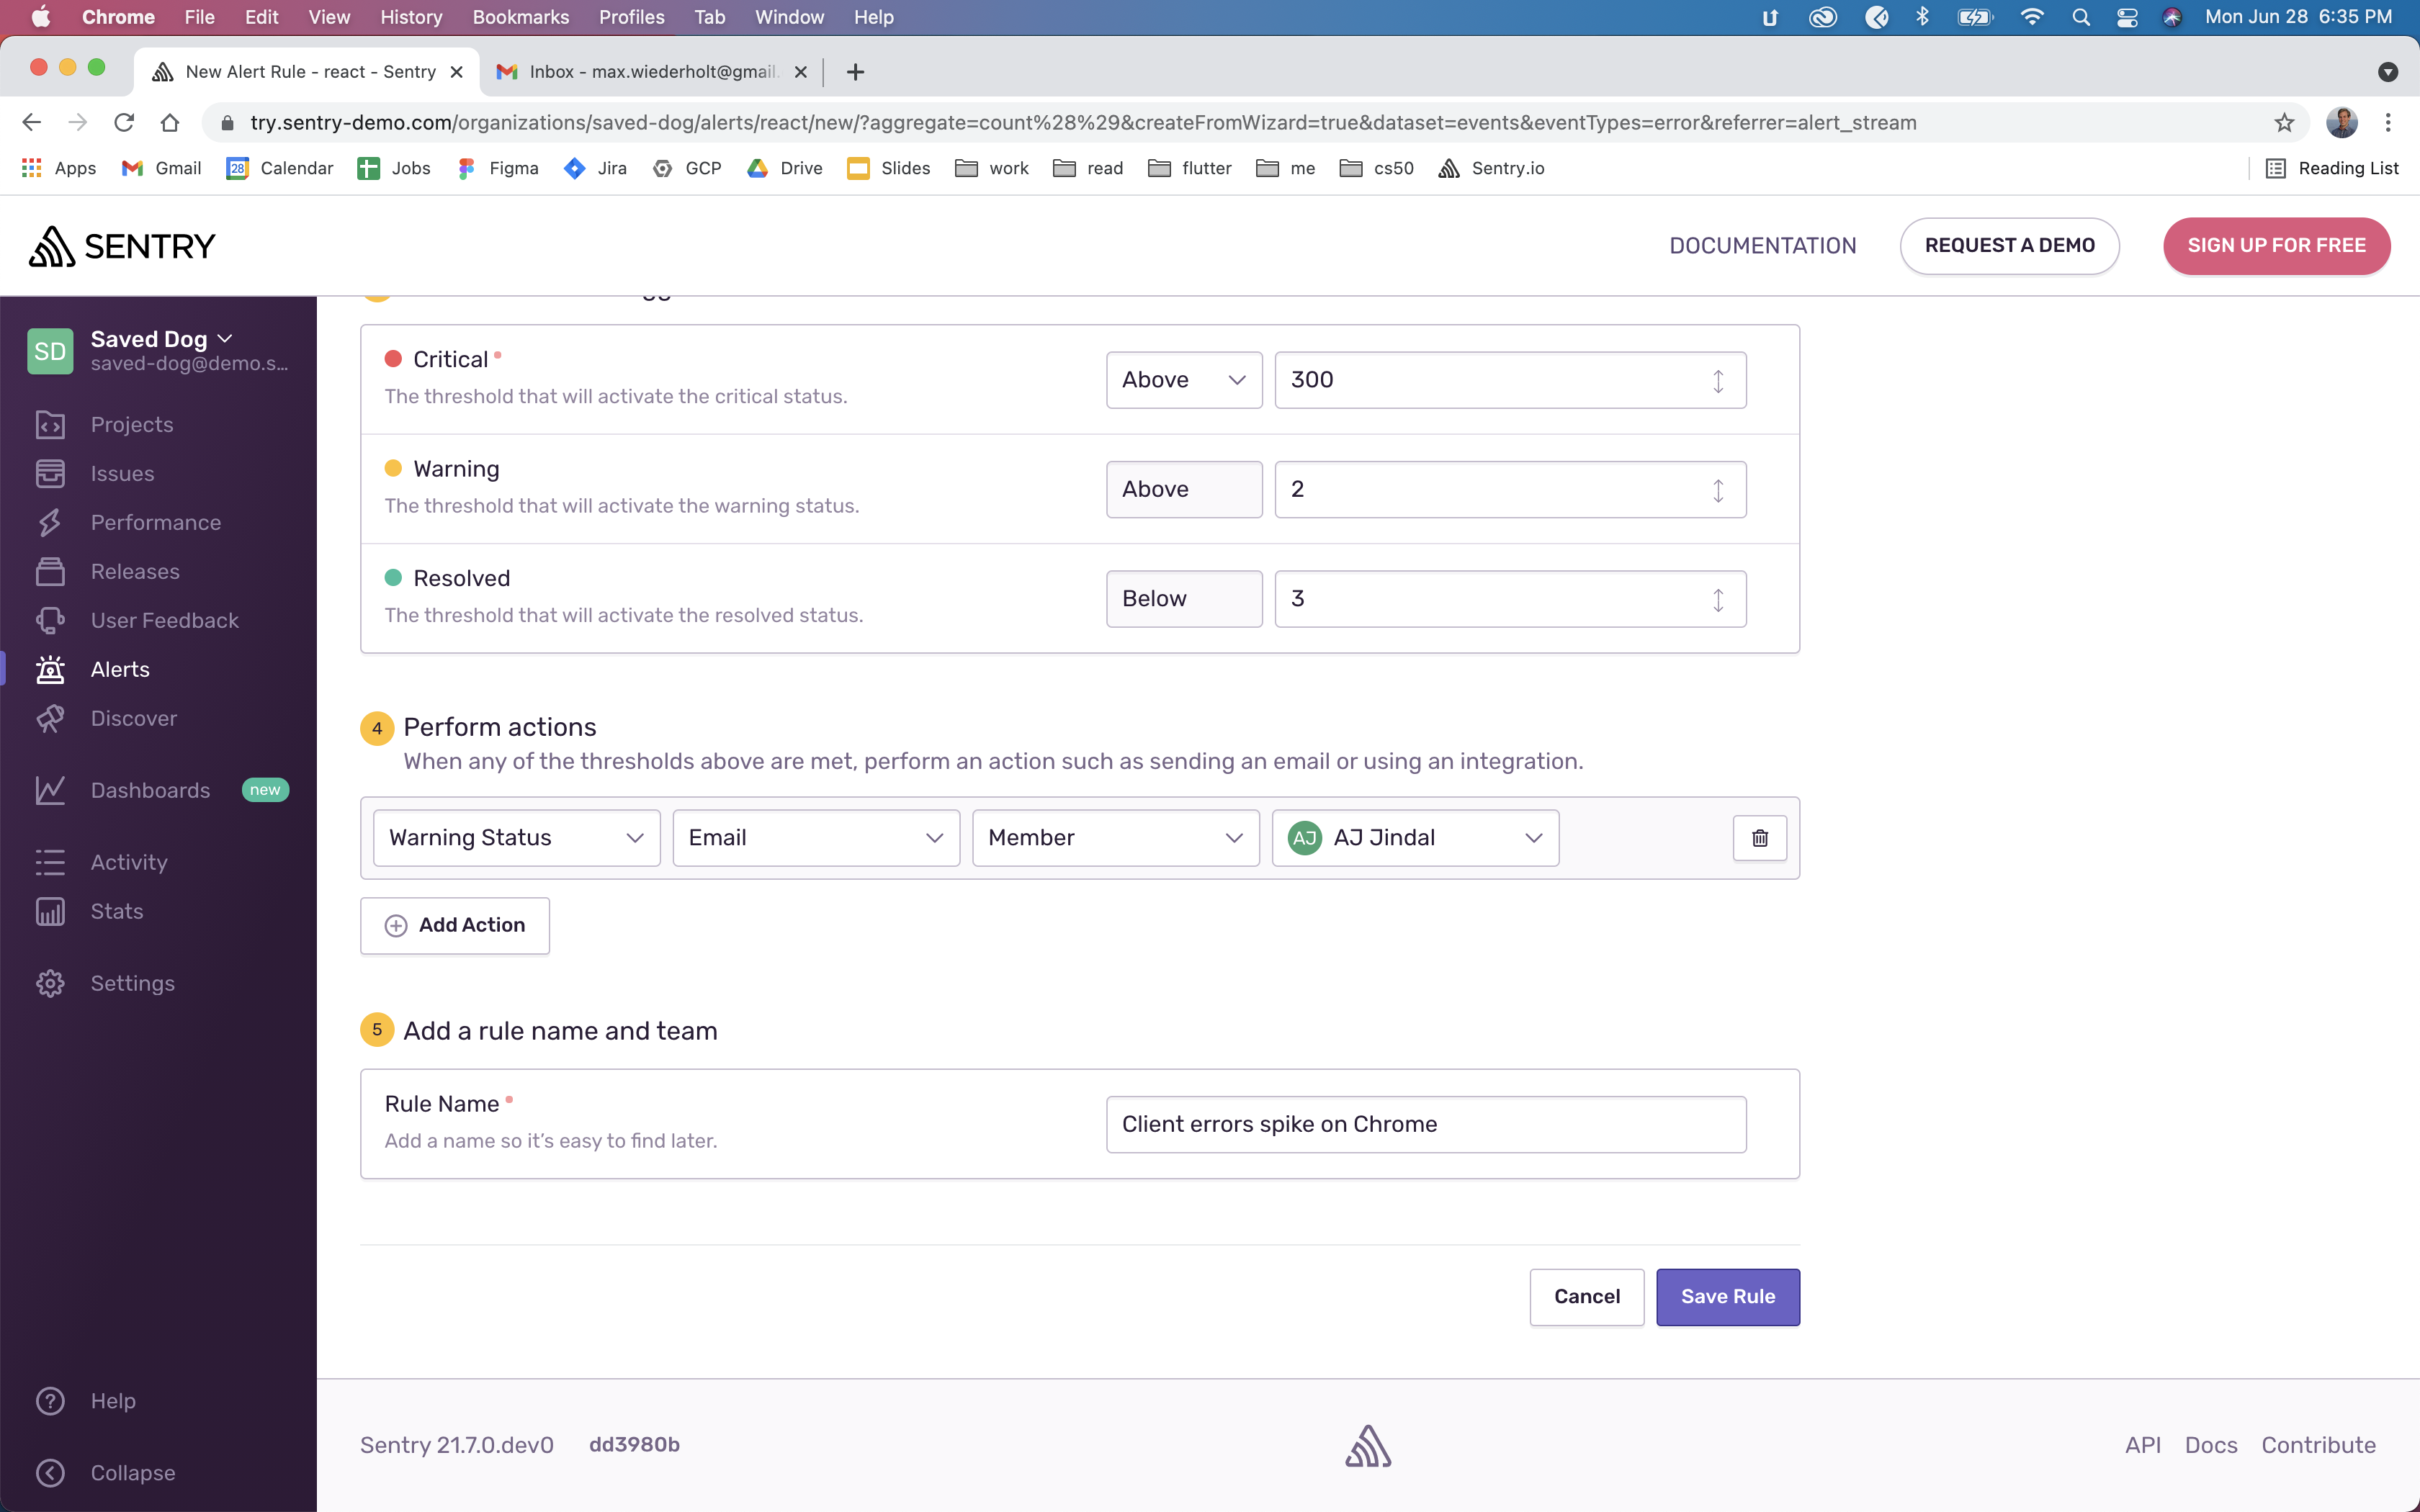 Chrome File Edit View History Bookmarks Profiles Tab Window Help Mon Jun 28 6:35 PM
New Alert Rule - react - Sentry Inbox - max.wiederholt@gmail.
try.sentry-demo.com/organizations/saved-dog/alerts/react/new/?aggregate=count%28%29&createFromWizard=true&dataset=events&eventTypes=error&referrer=alert_stream
Apps Gmail 28 Calendar Jobs Figma Jira GCP Drive Slides work read flutter me cs50 Sentry.io Reading List
SENTRY DOCUMENTATION REQUEST A DEMO SIGN UP FOR FREE
SD Saved Dog
saved-dog@demo.s...
Projects
Issues
Performance
Releases
User Feedback
Alerts
Discover
Dashboards new
Activity
Stats
Settings
Help
Collapse
Critical
The threshold that will activate the critical status.
Above 300
Warning
The threshold that will activate the warning status.
Above 2
Resolved
The threshold that will activate the resolved status.
Below 3
4 Perform actions
When any of the thresholds above are met, perform an action such as sending an email or using an integration.
Warning Status Email Member AJ AJ Jindal
Add Action
5 Add a rule name and team
Rule Name
Add a name so it's easy to find later.
Client errors spike on Chrome
Cancel Save Rule
Sentry 21.7.0.dev0 dd3980b API Docs Contribute